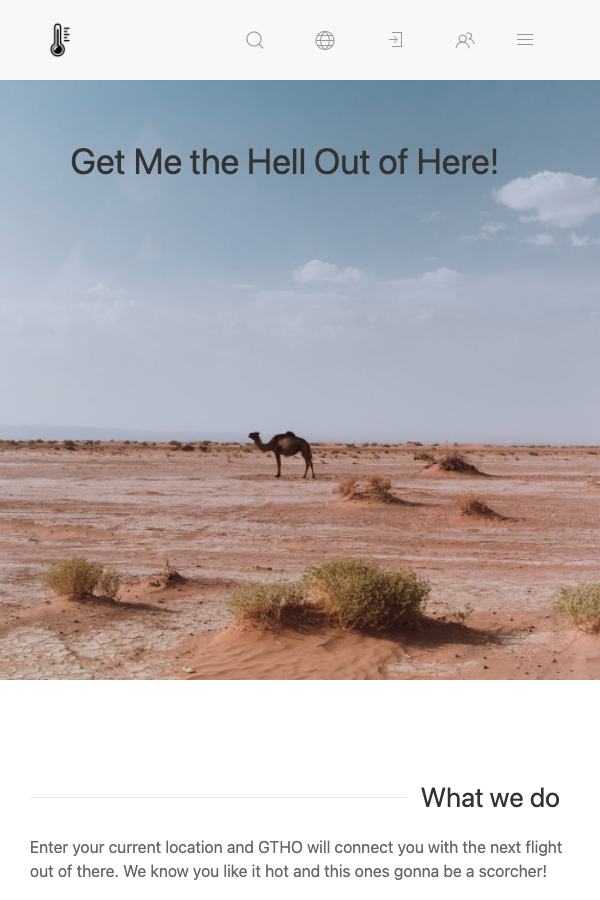 Get Me the Hell Out of Here!
What we do
Enter your current location and GTHO will connect you with the next flight
out of there. We know you like it hot and this ones gonna be a scorcher!